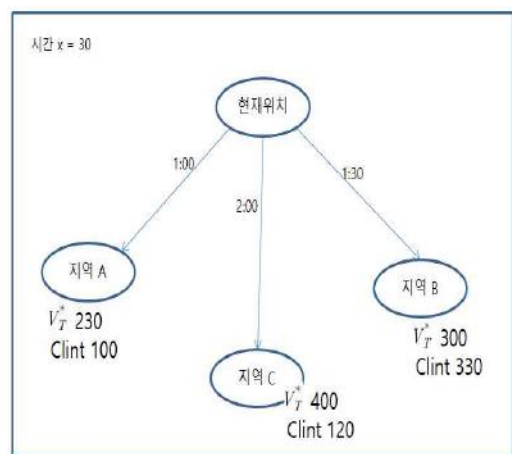 시간 x = 30
현재위치
1:00
1:30
2:00
지역 A
지역 B
V*T 230
Clint 100
V*T 300
Clint 330
지역 C
V*T 400
Clint 120